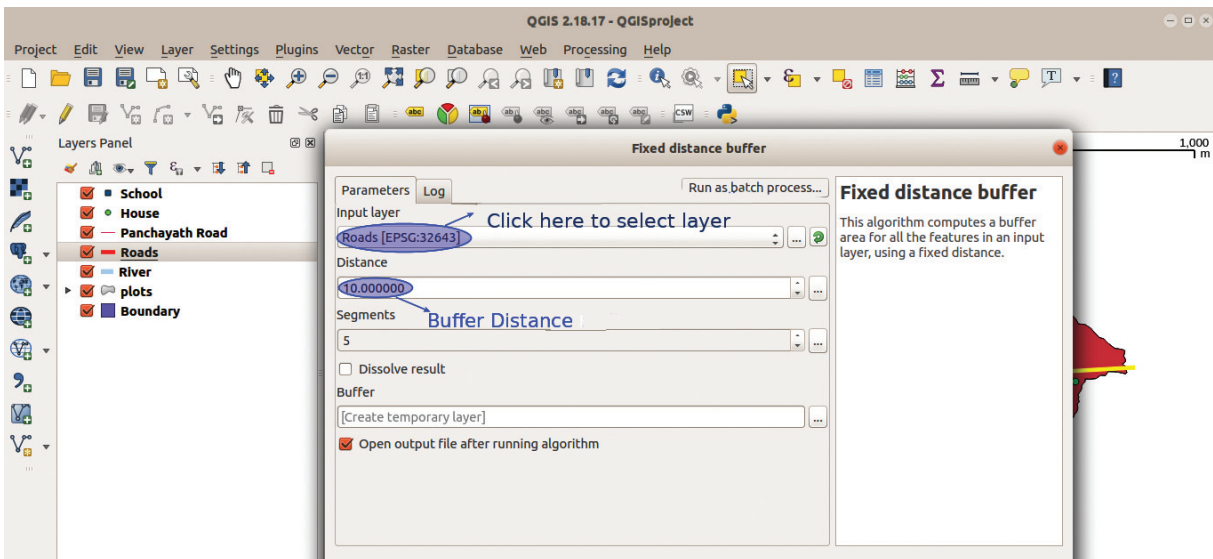 QGIS 2.18.17 - QGISproject
Project Edit View Layer Settings Plugins Vector Raster Database Web Processing Help
abc
CSW
Layers Panel
School
House
Panchayath Road
Roads
River
plots
Boundary
Fixed distance buffer
1,000
m
Parameters Log Run as batch process...
Input layer
Click here to select layer
Roads [EPSG:32643]
Distance
10.000000
Buffer Distance
Segments
5
Dissolve result
Buffer
[Create temporary layer]
Open output file after running algorithm
Fixed distance buffer
This algorithm computes a buffer
area for all the features in an input
layer, using a fixed distance.